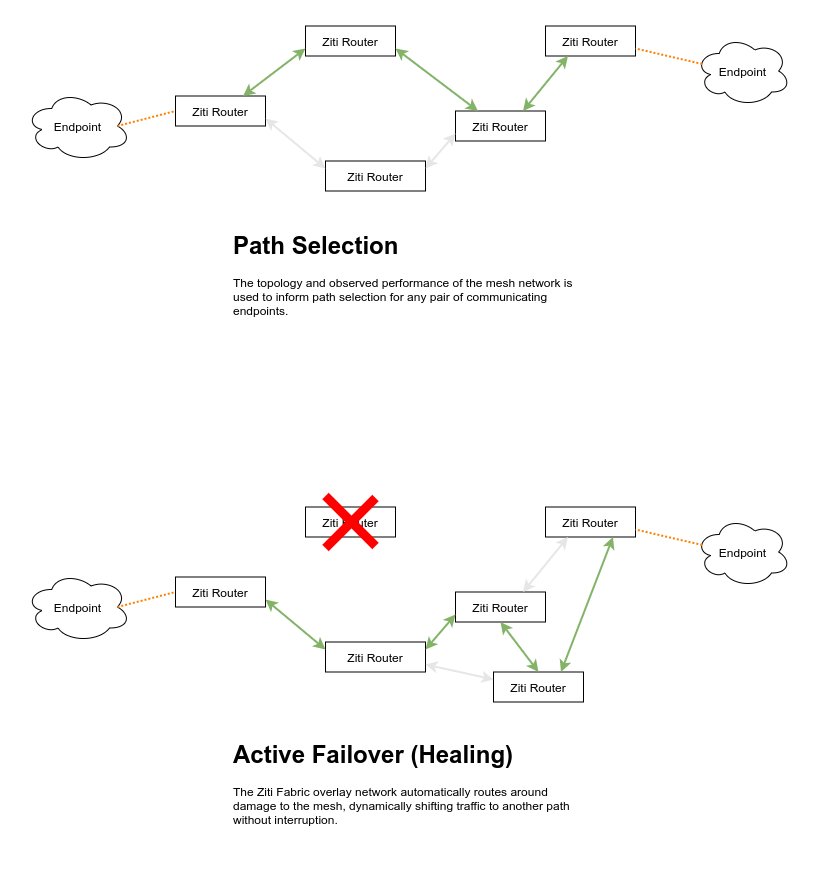 Ziti Router
Ziti Router
Endpoint
Endpoint
Ziti Router
Ziti Router
Ziti Router
Path Selection
The topology and observed performance of the mesh network is
used to inform path selection for any pair of communicating
endpoints.
Ziti Router
Ziti Router
Endpoint
Ziti Router
Endpoint
Ziti Router
Ziti Router
Ziti Router
Active Failover (Healing)
The Ziti Fabric overlay network automatically routes around
damage to the mesh, dynamically shifting traffic to another path
without interruption.